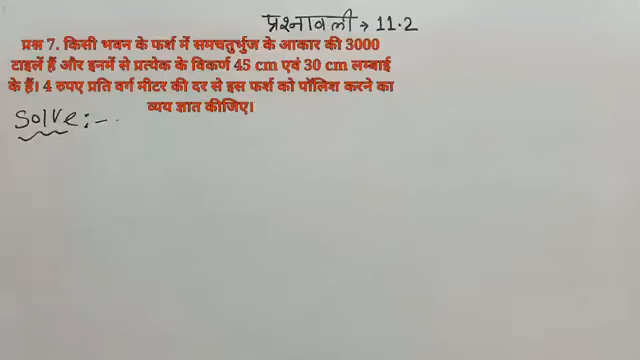 प्रश्नावली → 11.2
प्रश्न 7. किसी भवन के फर्श में समचतुर्भुज के आकार की 3000
टाइलें हैं और इनमें से प्रत्येक के विकर्ण 45 cm एवं 30 cm लम्बाई
के हैं। 4 रुपए प्रति वर्ग मीटर की दर से इस फर्श को पॉलिश करने का
व्यय ज्ञात कीजिए।
Solve:-